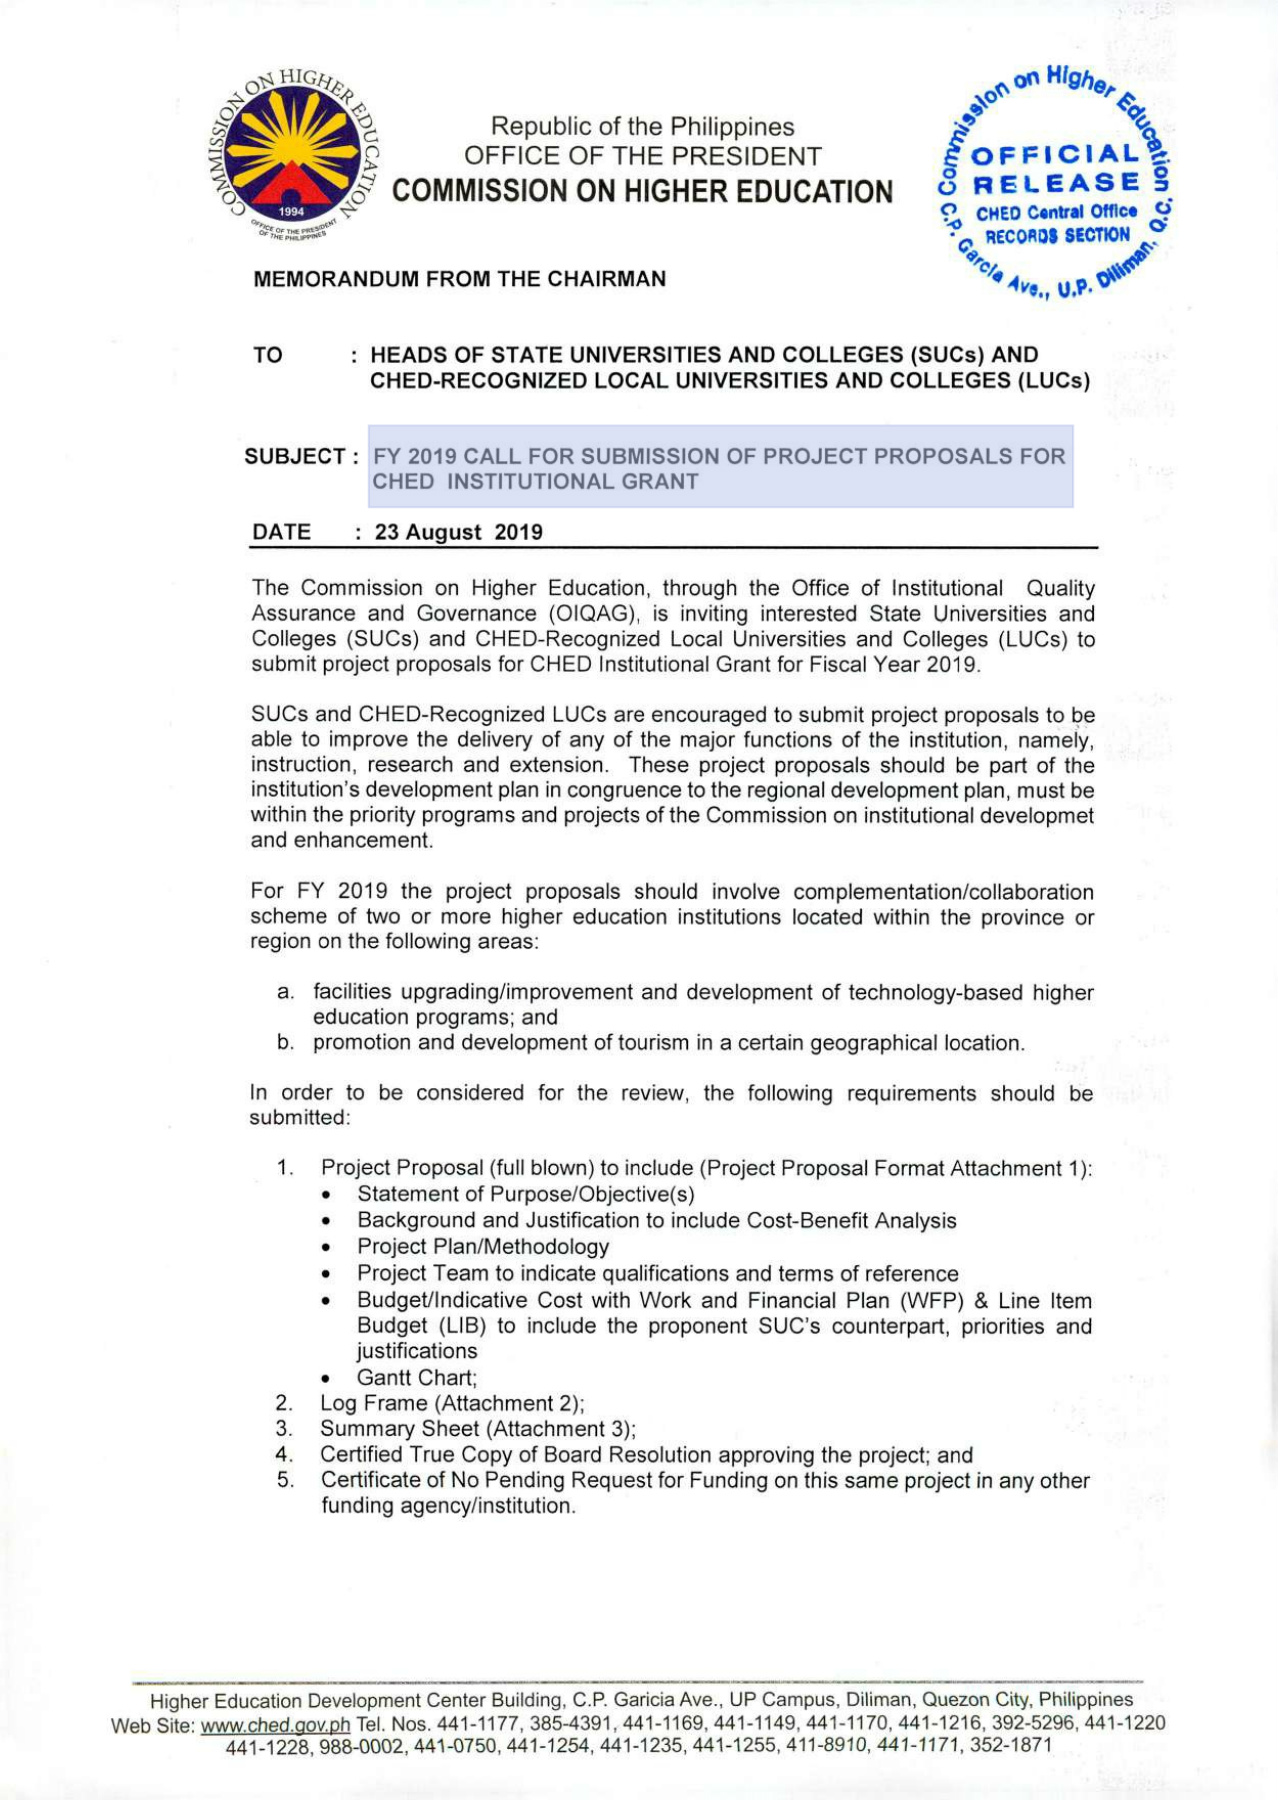 COMMISSION ON HIGHER EDUCATION
1994
OFFICE OF THE PRESIDENT
OF THE PHILIPPINES
Republic of the Philippines
OFFICE OF THE PRESIDENT
COMMISSION ON HIGHER EDUCATION
Commission on Higher Education
OFFICIAL
RELEASE
CHED Central Office
RECORDS SECTION
C.P. Garcia Ave., U.P. Diliman, Q.C.
MEMORANDUM FROM THE CHAIRMAN
TO : HEADS OF STATE UNIVERSITIES AND COLLEGES (SUCs) AND
CHED-RECOGNIZED LOCAL UNIVERSITIES AND COLLEGES (LUCs)
SUBJECT : FY 2019 CALL FOR SUBMISSION OF PROJECT PROPOSALS FOR
CHED INSTITUTIONAL GRANT
DATE : 23 August 2019
The Commission on Higher Education, through the Office of Institutional Quality
Assurance and Governance (OIQAG), is inviting interested State Universities and
Colleges (SUCs) and CHED-Recognized Local Universities and Colleges (LUCs) to
submit project proposals for CHED Institutional Grant for Fiscal Year 2019.
SUCs and CHED-Recognized LUCs are encouraged to submit project proposals to be
able to improve the delivery of any of the major functions of the institution, namely,
instruction, research and extension. These project proposals should be part of the
institution's development plan in congruence to the regional development plan, must be
within the priority programs and projects of the Commission on institutional developmet
and enhancement.
For FY 2019 the project proposals should involve complementation/collaboration
scheme of two or more higher education institutions located within the province or
region on the following areas:
a. facilities upgrading/improvement and development of technology-based higher
education programs; and
b. promotion and development of tourism in a certain geographical location.
In order to be considered for the review, the following requirements should be
submitted:
1. Project Proposal (full blown) to include (Project Proposal Format Attachment 1):
• Statement of Purpose/Objective(s)
• Background and Justification to include Cost-Benefit Analysis
• Project Plan/Methodology
• Project Team to indicate qualifications and terms of reference
• Budget/Indicative Cost with Work and Financial Plan (WFP) & Line Item
Budget (LIB) to include the proponent SUC's counterpart, priorities and
justifications
• Gantt Chart;
2. Log Frame (Attachment 2);
3. Summary Sheet (Attachment 3);
4. Certified True Copy of Board Resolution approving the project; and
5. Certificate of No Pending Request for Funding on this same project in any other
funding agency/institution.
Higher Education Development Center Building, C.P. Garicia Ave., UP Campus, Diliman, Quezon City, Philippines
Web Site: www.ched.gov.ph Tel. Nos. 441-1177, 385-4391, 441-1169, 441-1149, 441-1170, 441-1216, 392-5296, 441-1220
441-1228, 988-0002, 441-0750, 441-1254, 441-1235, 441-1255, 411-8910, 441-1171, 352-1871